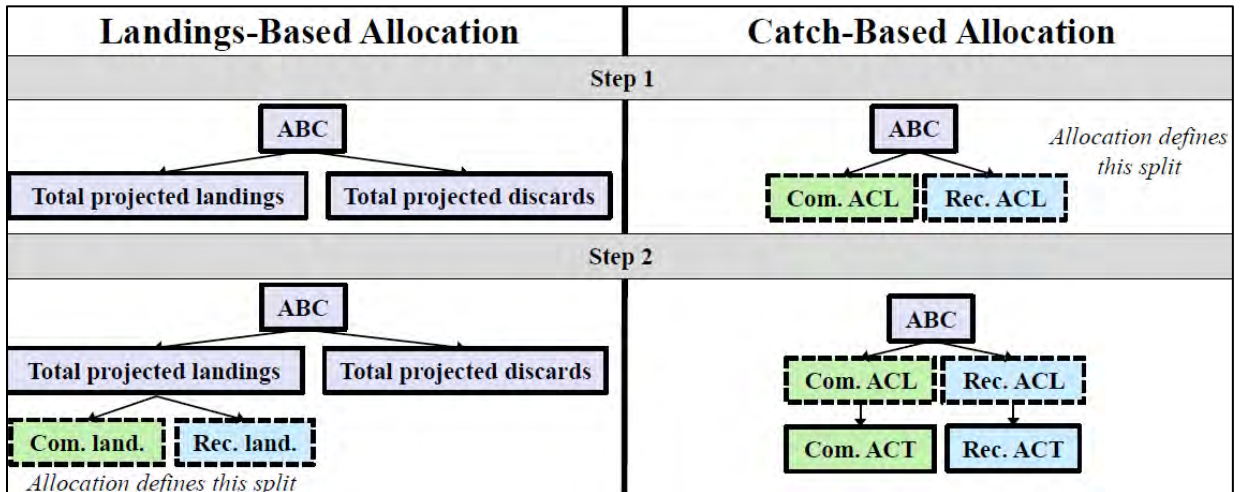 Landings-Based Allocation
Catch-Based Allocation
Step 1
ABC
Total projected landings
Total projected discards
ABC
Allocation defines
this split
Com. ACL
Rec. ACL
Step 2
ABC
Total projected landings
Total projected discards
Com. land.
Rec. land.
Allocation defines this split
ABC
Com. ACL
Rec. ACL
Com. ACT
Rec. ACT